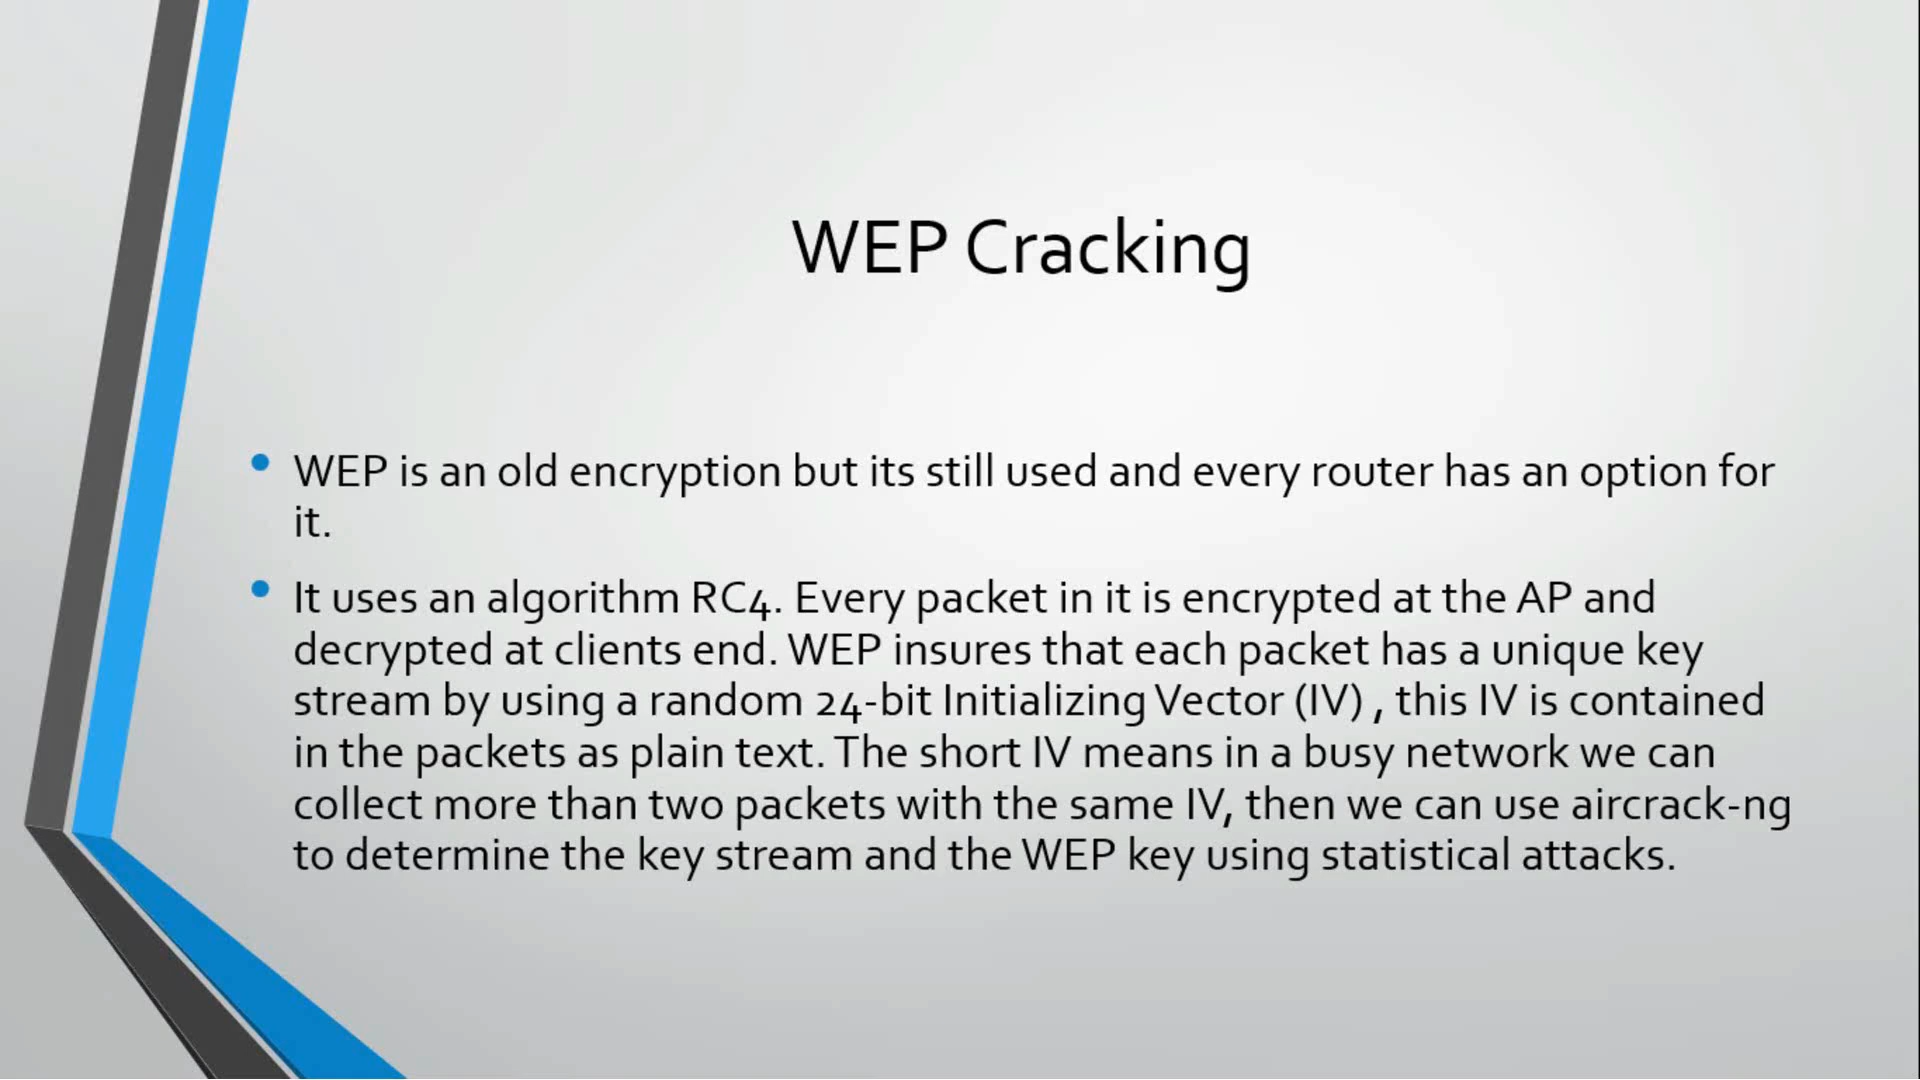 WEP Cracking
• WEP is an old encryption but its still used and every router has an option for
it.
• It uses an algorithm RC4. Every packet in it is encrypted at the AP and
decrypted at clients end. WEP insures that each packet has a unique key
stream by using a random 24-bit Initializing Vector (IV) , this IV is contained
in the packets as plain text. The short IV means in a busy network we can
collect more than two packets with the same IV, then we can use aircrack-ng
to determine the key stream and the WEP key using statistical attacks.